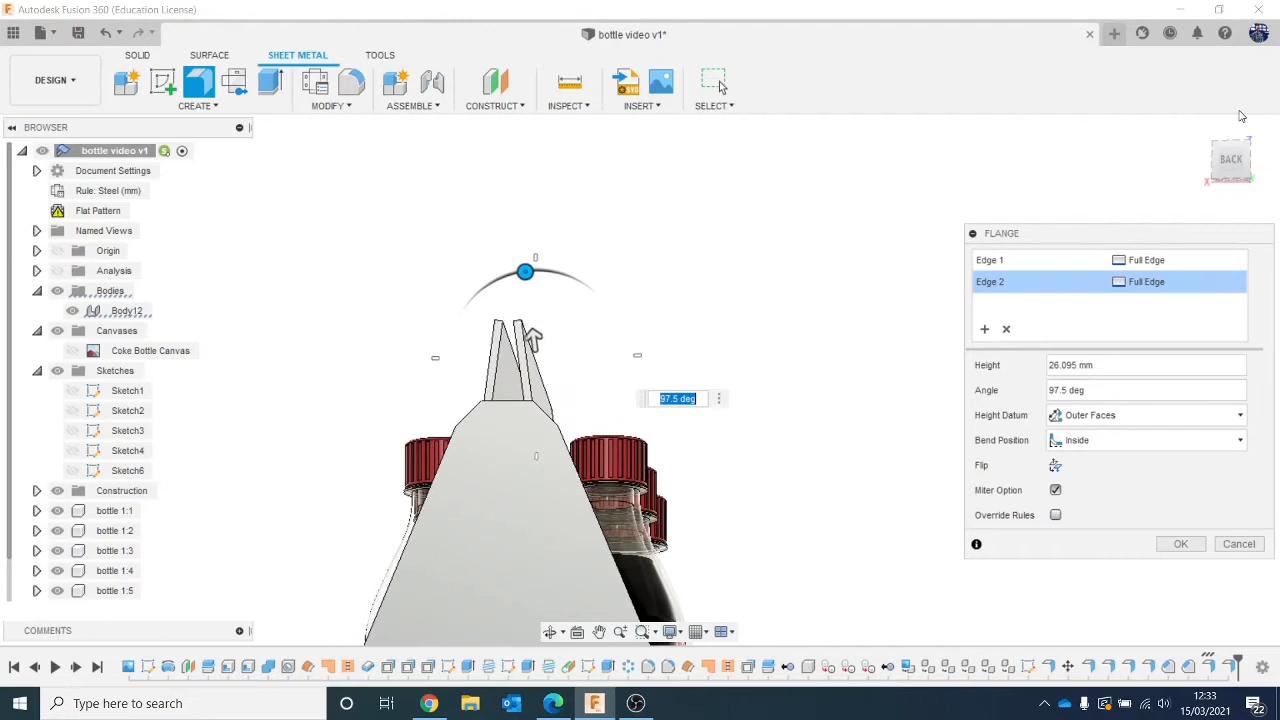 Autodesk Fusion 360 (Education License)
bottle video v1*
DESIGN
SOLID
SURFACE
SHEET METAL
TOOLS
CREATE
MODIFY
ASSEMBLE
CONSTRUCT
INSPECT
INSERT
SELECT
BROWSER
bottle video v1
Document Settings
Rule: Steel (mm)
Flat Pattern
Named Views
Origin
Analysis
Bodies
Body12
Canvases
Coke Bottle Canvas
Sketches
Sketch1
Sketch2
Sketch3
Sketch4
Sketch6
Construction
bottle 1:1
bottle 1:2
bottle 1:3
bottle 1:4
bottle 1:5
COMMENTS
BACK
X
Z
97.5 deg
FLANGE
Edge 1 Full Edge
Edge 2 Full Edge
Height 26.095 mm
Angle 97.5 deg
Height Datum Outer Faces
Bend Position Inside
Flip
Miter Option
Override Rules
OK Cancel
Type here to search
12:33
15/03/2021
22